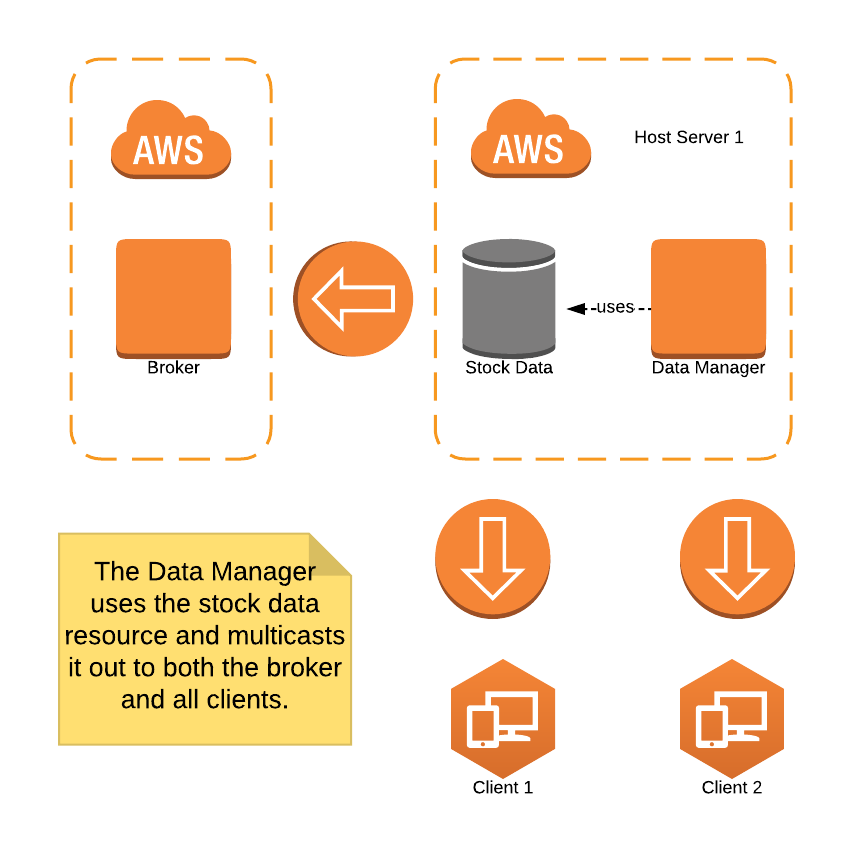 AWS
AWS
Host Server 1
uses
Broker
Stock Data
Data Manager
The Data Manager
uses the stock data
resource and multicasts
it out to both the broker
and all clients.
Client 1
Client 2